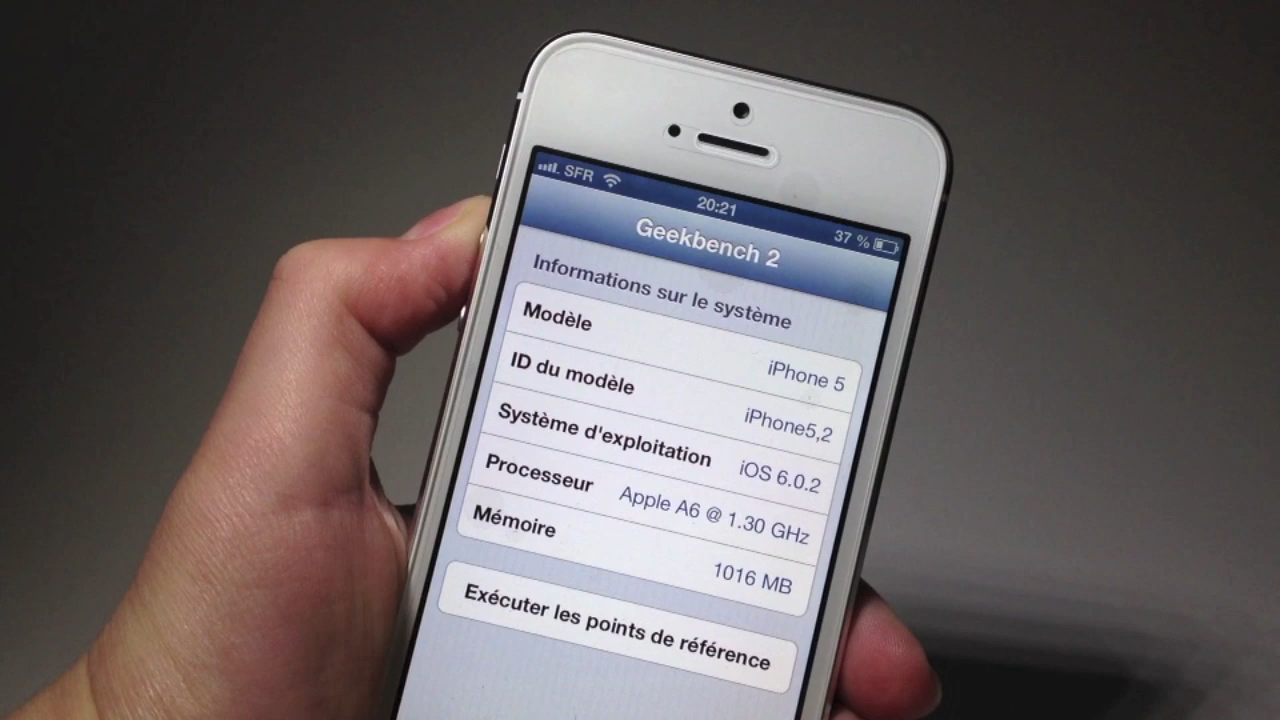 SFR 20:21 37 %
Geekbench 2
Informations sur le système
Modèle iPhone 5
ID du modèle iPhone5,2
Système d'exploitation iOS 6.0.2
Processeur Apple A6 @ 1.30 GHz
Mémoire 1016 MB
Exécuter les points de référence